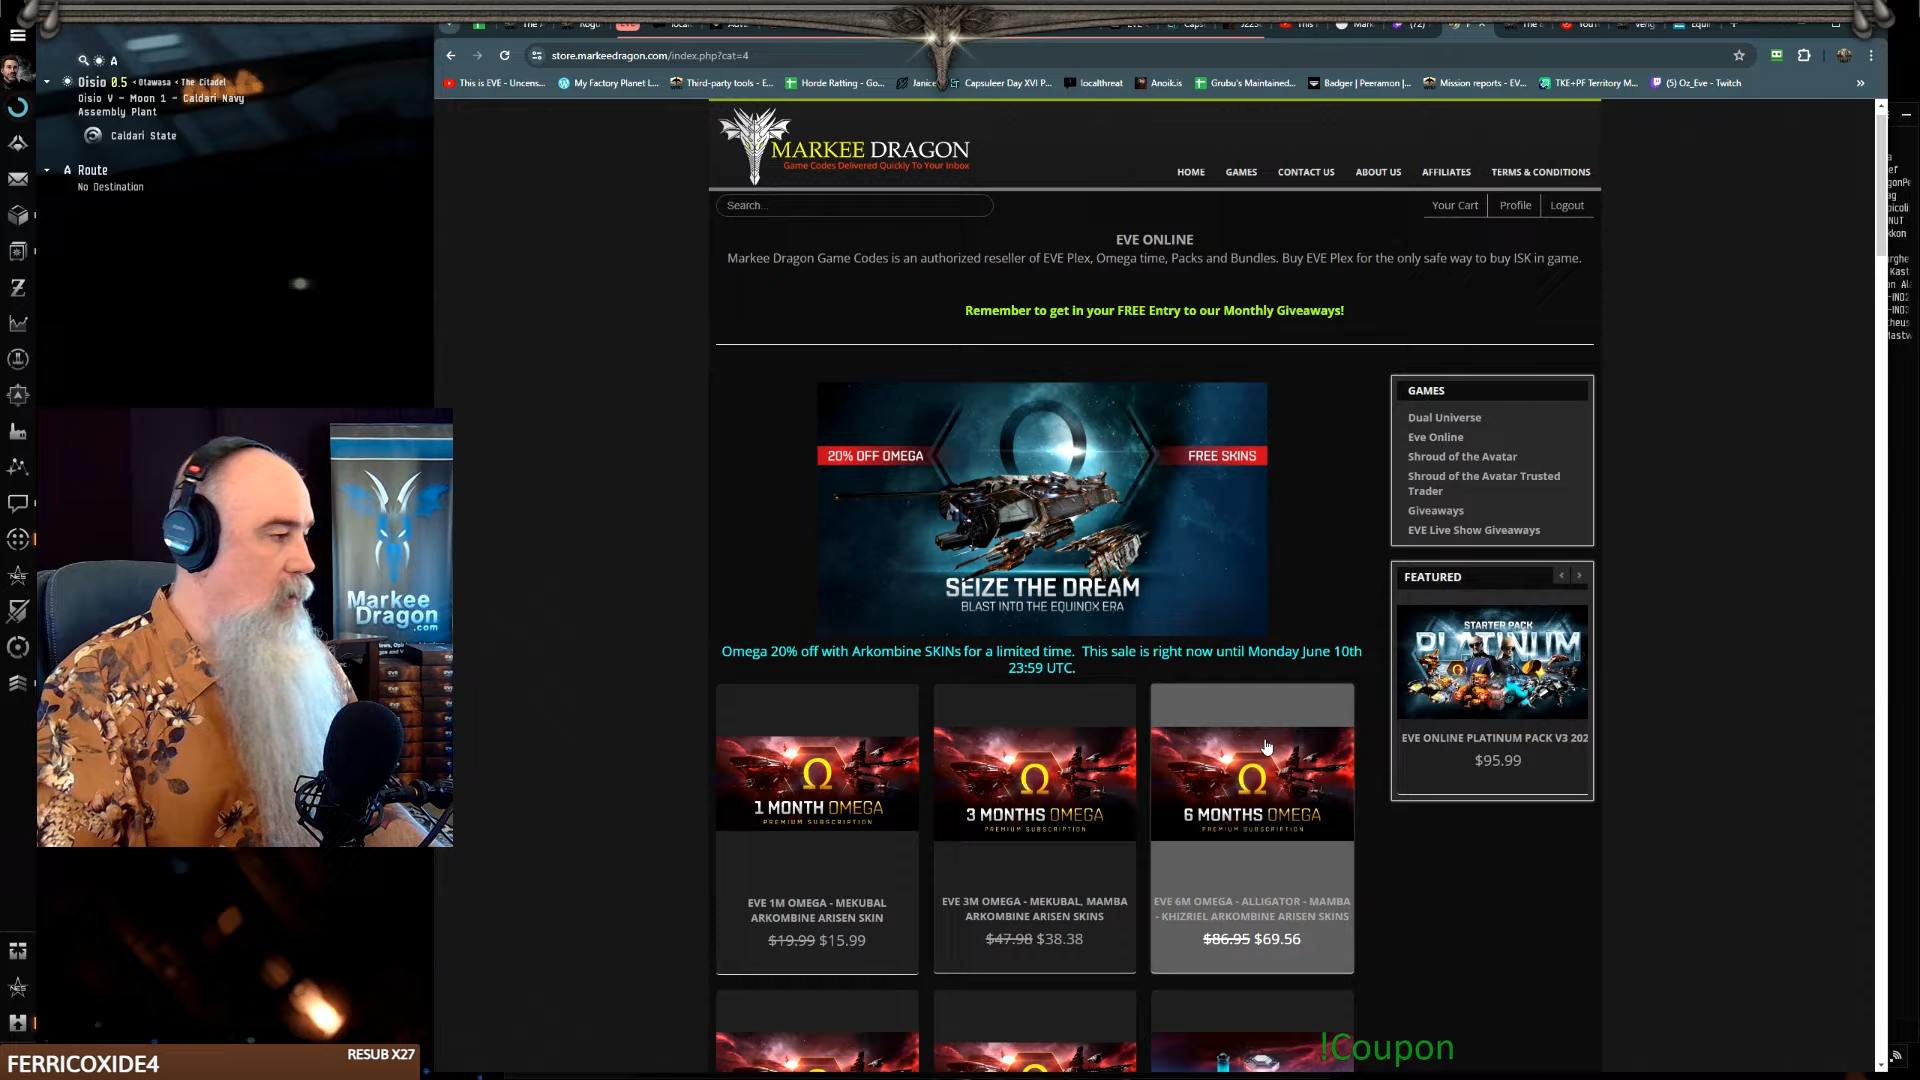 A
Oisio 0.5 < Otawasa < The Citadel
Oisio V - Moon 1 - Caldari Navy
Assembly Plant
Caldari State
A Route
No Destination
store.markeedragon.com/index.php?cat=4
This is EVE - Uncens...
My Factory Planet L...
Third-party tools - E...
Horde Ratting - Go...
Janice
Capsuleer Day XVI P...
localthreat
Anoik.is
Grubu's Maintained...
Badger | Peeramon |...
Mission reports - EV...
TKE+PF Territory M...
(5) Oz_Eve - Twitch
MARKEE DRAGON
Game Codes Delivered Quickly To Your Inbox
HOME
GAMES
CONTACT US
ABOUT US
AFFILIATES
TERMS & CONDITIONS
Search...
Your Cart
Profile
Logout
EVE ONLINE
Markee Dragon Game Codes is an authorized reseller of EVE Plex, Omega time, Packs and Bundles. Buy EVE Plex for the only safe way to buy ISK in game.
Remember to get in your FREE Entry to our Monthly Giveaways!
20% OFF OMEGA
FREE SKINS
SEIZE THE DREAM
BLAST INTO THE EQUINOX ERA
Omega 20% off with Arkombine SKINs for a limited time. This sale is right now until Monday June 10th
23:59 UTC.
GAMES
Dual Universe
Eve Online
Shroud of the Avatar
Shroud of the Avatar Trusted
Trader
Giveaways
EVE Live Show Giveaways
FEATURED
STARTER PACK
PLATINUM
EVE ONLINE PLATINUM PACK V3 202
$95.99
1 MONTH OMEGA
PREMIUM SUBSCRIPTION
3 MONTHS OMEGA
PREMIUM SUBSCRIPTION
6 MONTHS OMEGA
PREMIUM SUBSCRIPTION
EVE 1M OMEGA - MEKUBAL
ARKOMBINE ARISEN SKIN
$19.99 $15.99
EVE 3M OMEGA - MEKUBAL, MAMBA
ARKOMBINE ARISEN SKINS
$47.98 $38.38
EVE 6M OMEGA - ALLIGATOR - MAMBA
- KHIZRIEL ARKOMBINE ARISEN SKINS
$86.95 $69.56
Markee
Dragon
.com
!Coupon
FERRICOXIDE4
RESUB X27